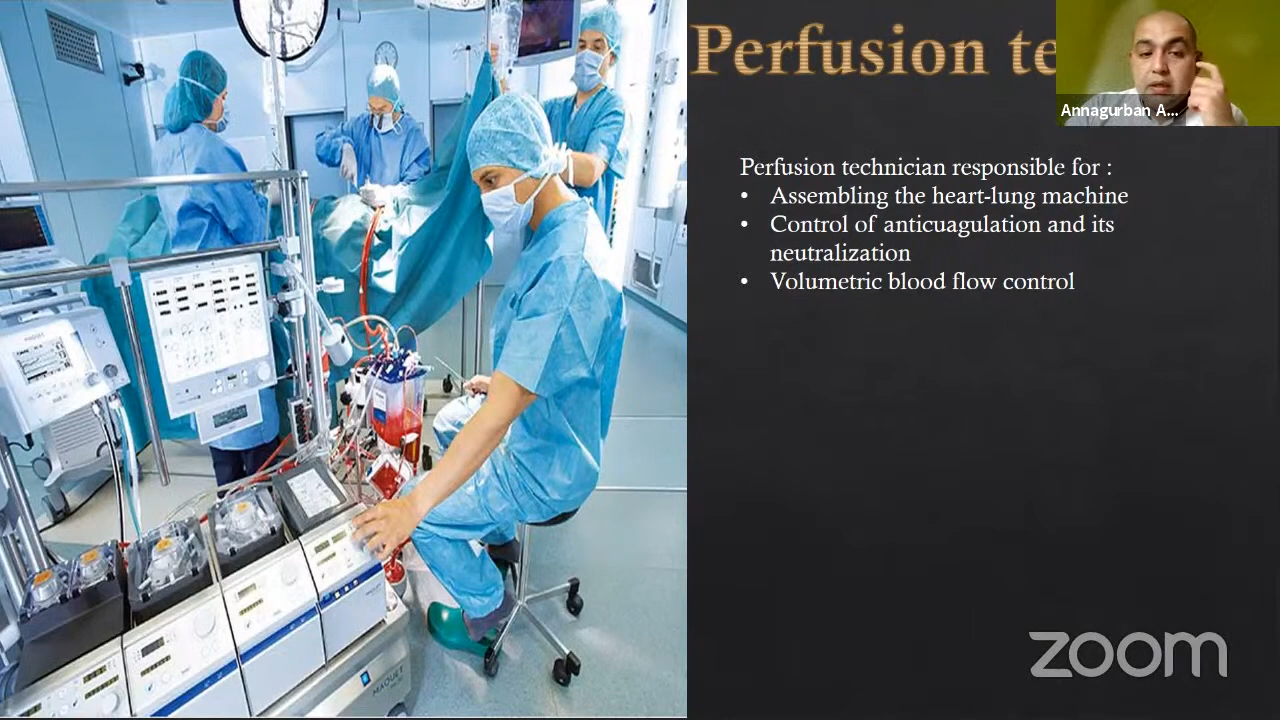 Perfusion te
Annagurban A...
Perfusion technician responsible for :
• Assembling the heart-lung machine
• Control of anticuagulation and its
neutralization
• Volumetric blood flow control
MAQUET
zoom